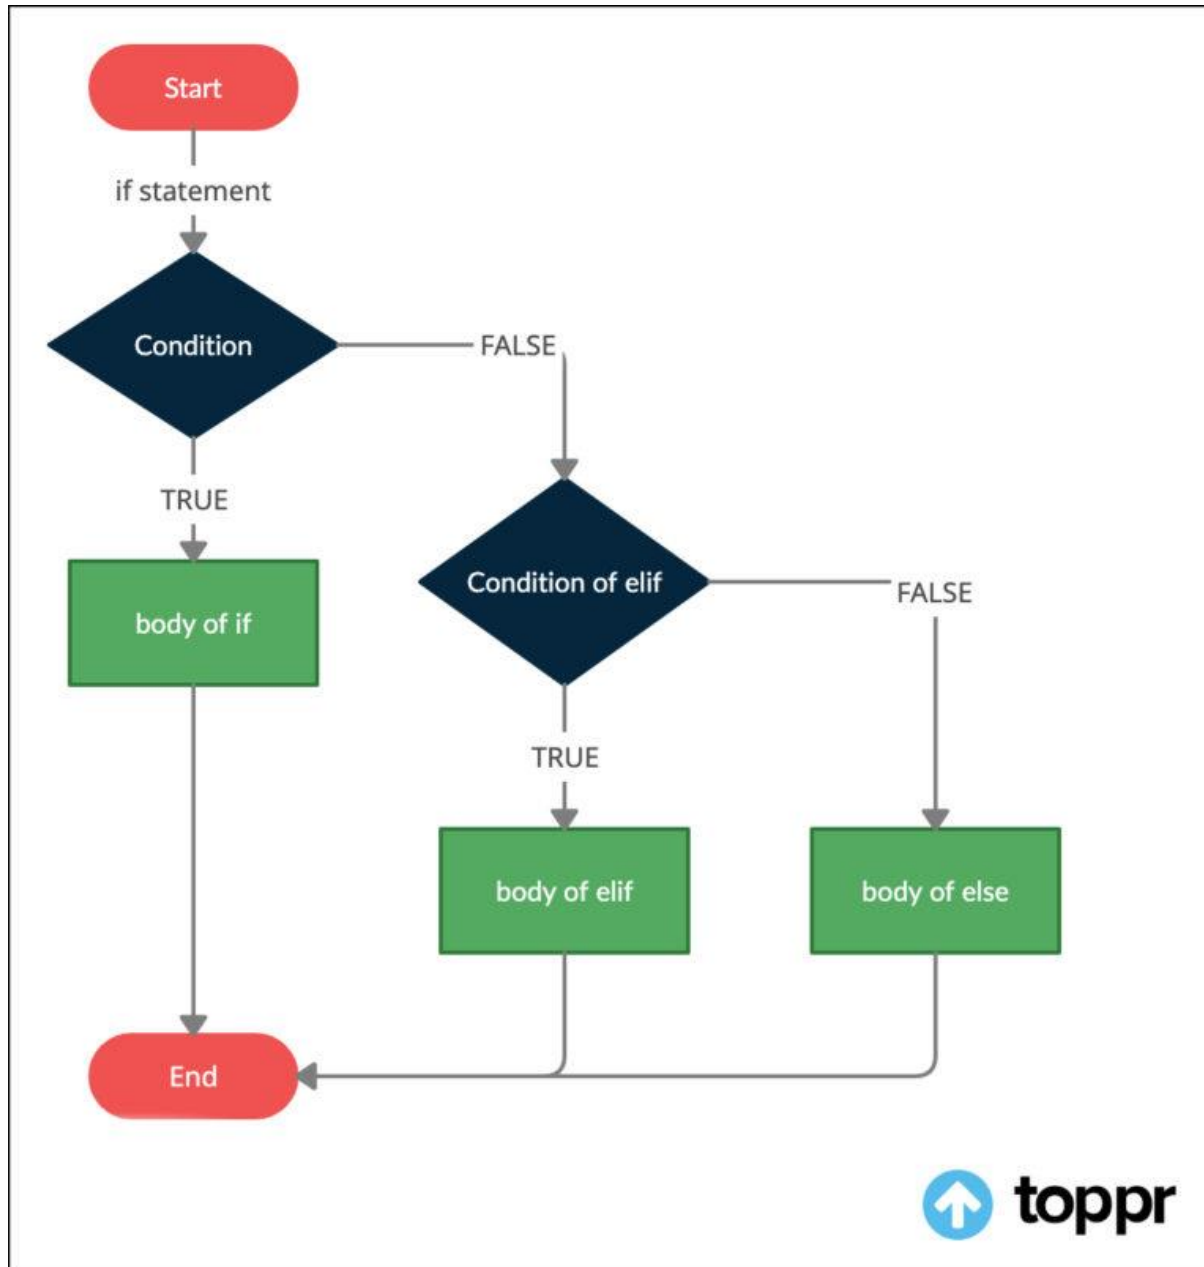 Start
if statement
Condition
FALSE
TRUE
body of if
Condition of elif
FALSE
TRUE
body of elif
body of else
End
toppr